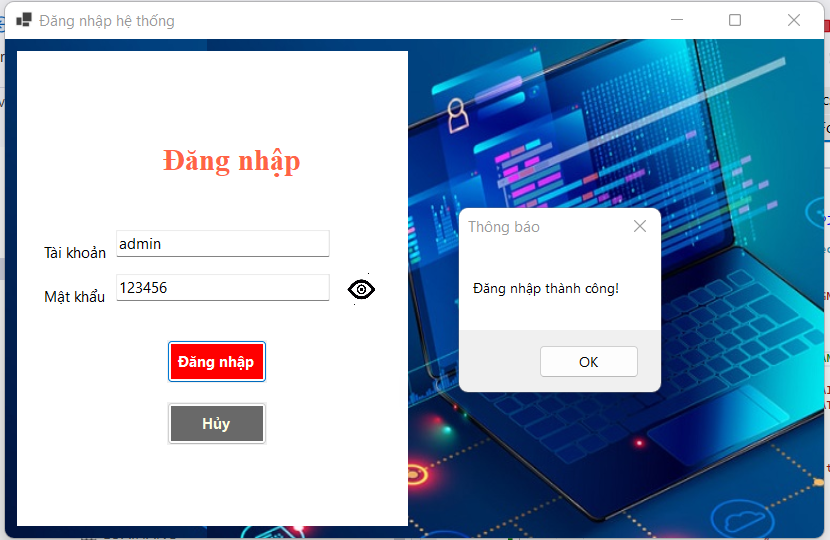 Đăng nhập hệ thống
Đăng nhập
Tài khoản
admin
Mật khẩu
123456
Đăng nhập
Hủy
Thông báo
Đăng nhập thành công!
OK